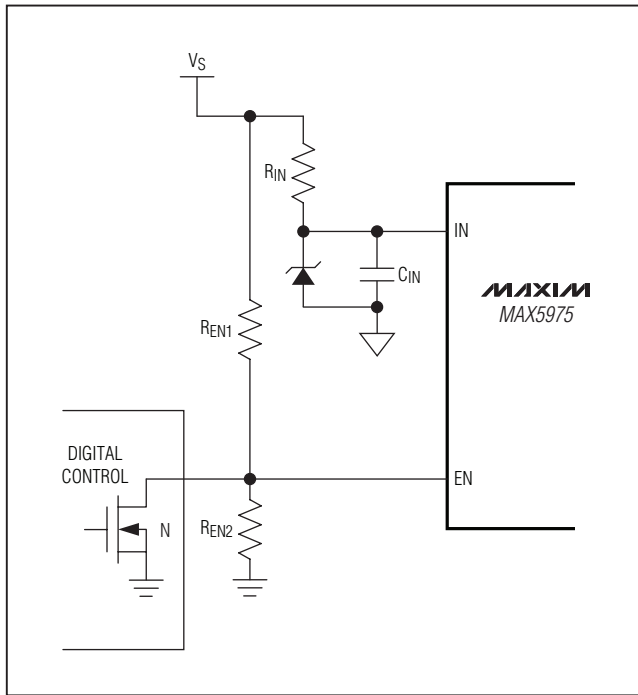 VS
RIN
IN
CIN
MAXIM
MAX5975
REN1
DIGITAL
CONTROL
EN
N
REN2